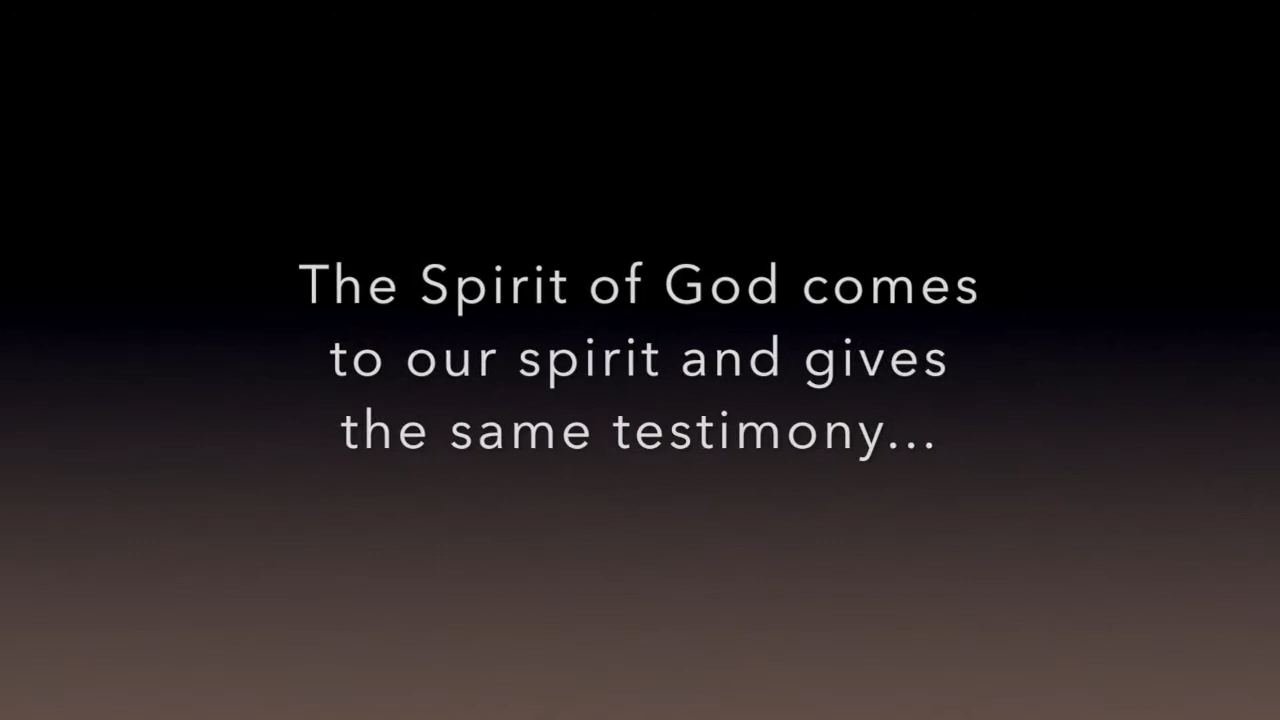 The Spirit of God comes
to our spirit and gives
the same testimony...